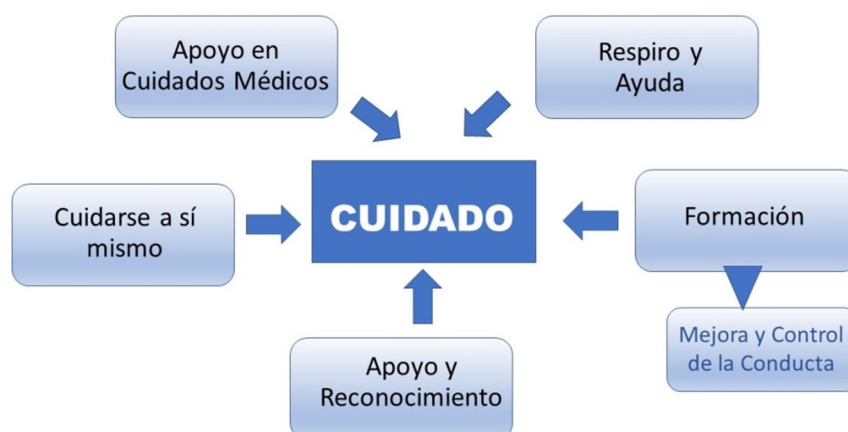 Apoyo en
Cuidados Médicos
Respiro y
Ayuda
Cuidarse a sí
mismo
CUIDADO
Formación
Apoyo y
Reconocimiento
Mejora y Control
de la Conducta